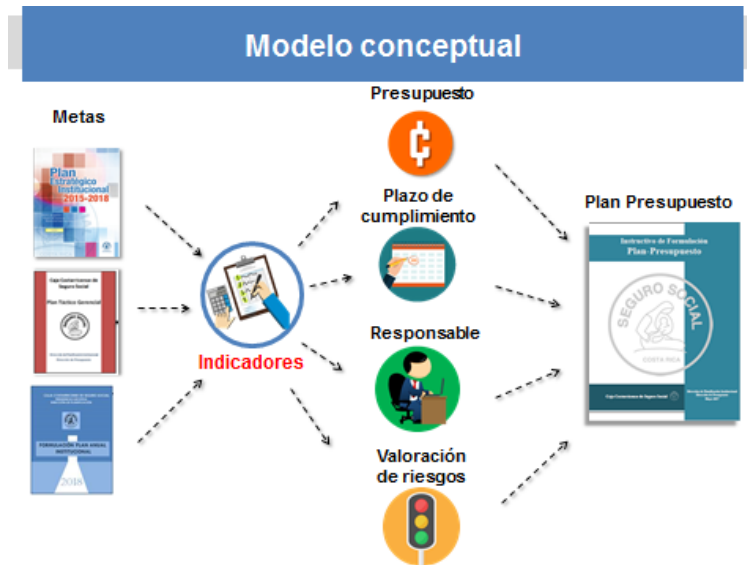 Modelo conceptual
Metas
Plan
Estratégico
Institucional
2015-2018
Caja Costarricense de
Seguro Social
Plan Táctico Gerencial
FORMULACIÓN PLAN ANUAL
INSTITUCIONAL
2018
Indicadores
Presupuesto
₵
Plazo de
cumplimiento
Responsable
Valoración
de riesgos
Plan Presupuesto
Instructivo de Formulación
Plan-Presupuesto
SEGURO SOCIAL
COSTA RICA
Caja Costarricense de Seguro Social